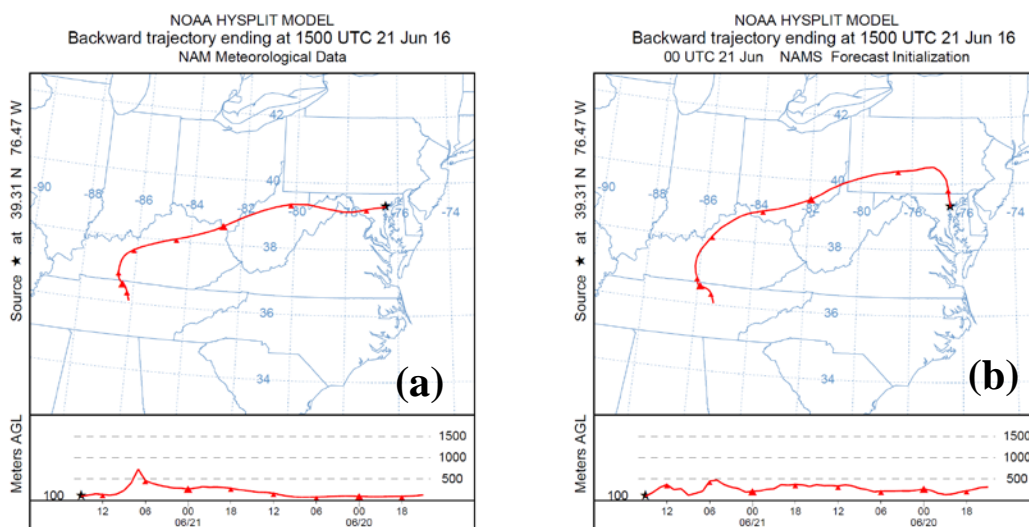 NOAA HYSPLIT MODEL
Backward trajectory ending at 1500 UTC 21 Jun 16
NAM Meteorological Data
Source ★ at 39.31 N 76.47 W
42
40
38
36
34
-90
-88
-86
-84
-82
-80
-78
-76
-74
(a)
Meters AGL
1500
1000
500
100
12 06 00 18 12 06 00 18
06/21 06/20
NOAA HYSPLIT MODEL
Backward trajectory ending at 1500 UTC 21 Jun 16
00 UTC 21 Jun NAMS Forecast Initialization
Source ★ at 39.31 N 76.47 W
42
40
38
36
34
-90
-88
-86
-84
-82
-80
-78
-76
-74
(b)
Meters AGL
1500
1000
500
100
12 06 00 18 12 06 00 18
06/21 06/20